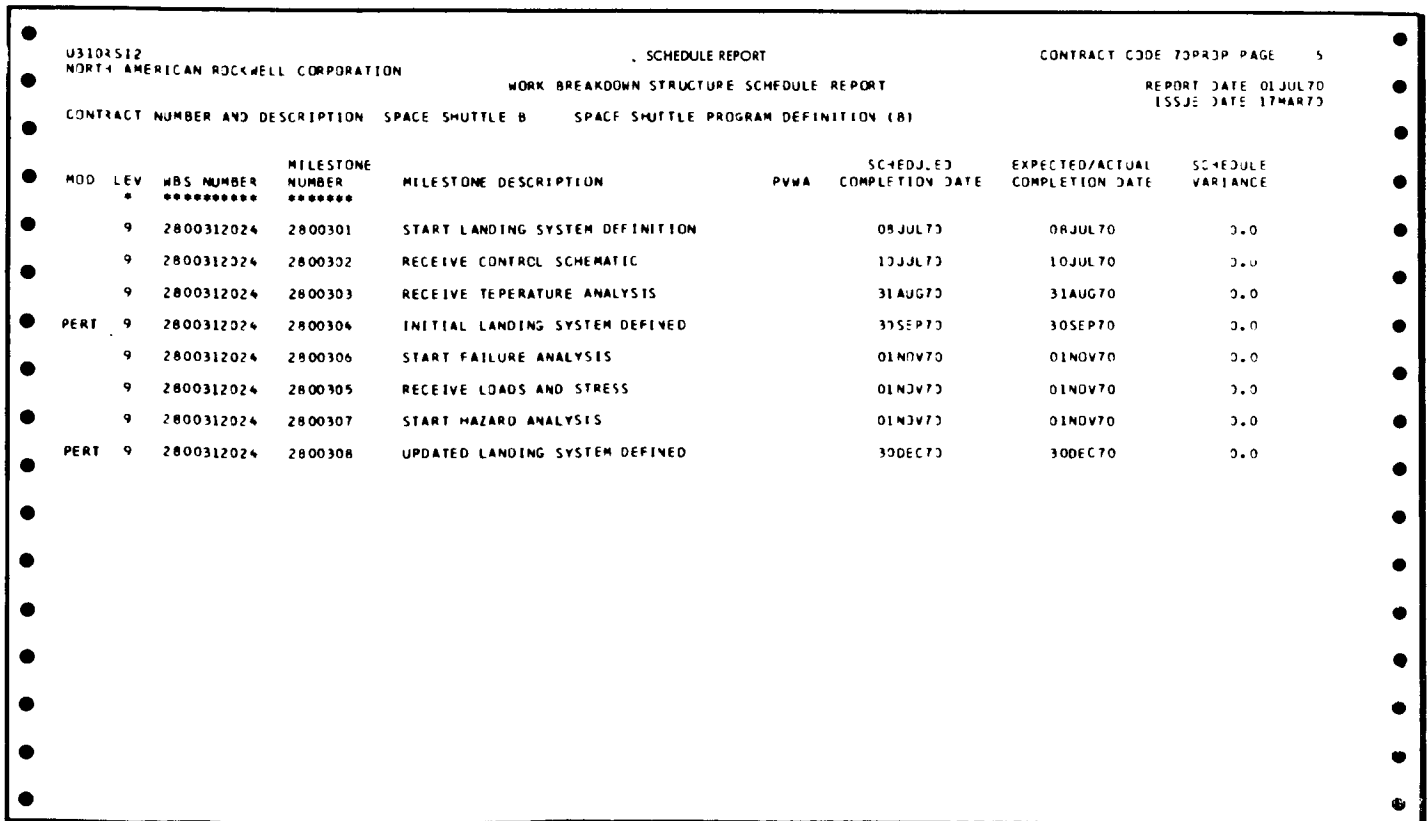 U3103S12 SCHEDULE REPORT CONTRACT CODE 70PROP PAGE 5
NORTH AMERICAN ROCKWELL CORPORATION
WORK BREAKDOWN STRUCTURE SCHEDULE REPORT REPORT DATE 01JUL70
ISSUE DATE 17MAR70
CONTRACT NUMBER AND DESCRIPTION SPACE SHUTTLE B SPACE SHUTTLE PROGRAM DEFINITION (B)
MILESTONE SCHEDULED EXPECTED/ACTUAL SCHEDULE
MOD LEV WBS NUMBER NUMBER MILESTONE DESCRIPTION PVWA COMPLETION DATE COMPLETION DATE VARIANCE
* ********** *******
9 2800312024 2800301 START LANDING SYSTEM DEFINITION 08JUL70 08JUL70 0.0
9 2800312024 2800302 RECEIVE CONTROL SCHEMATIC 10JUL70 10JUL70 0.0
9 2800312024 2800303 RECEIVE TEPERATURE ANALYSIS 31AUG70 31AUG70 0.0
PERT 9 2800312024 2800304 INITIAL LANDING SYSTEM DEFINED 30SEP70 30SEP70 0.0
9 2800312024 2800306 START FAILURE ANALYSIS 01NOV70 01NOV70 0.0
9 2800312024 2800305 RECEIVE LOADS AND STRESS 01NOV70 01NOV70 0.0
9 2800312024 2800307 START HAZARD ANALYSIS 01NOV70 01NOV70 0.0
PERT 9 2800312024 2800308 UPDATED LANDING SYSTEM DEFINED 30DEC70 30DEC70 0.0